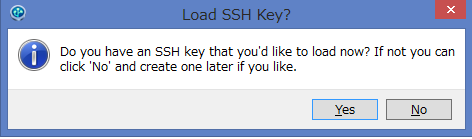 Load SSH Key?
Do you have an SSH key that you'd like to load now? If not you can
click 'No' and create one later if you like.
Yes No